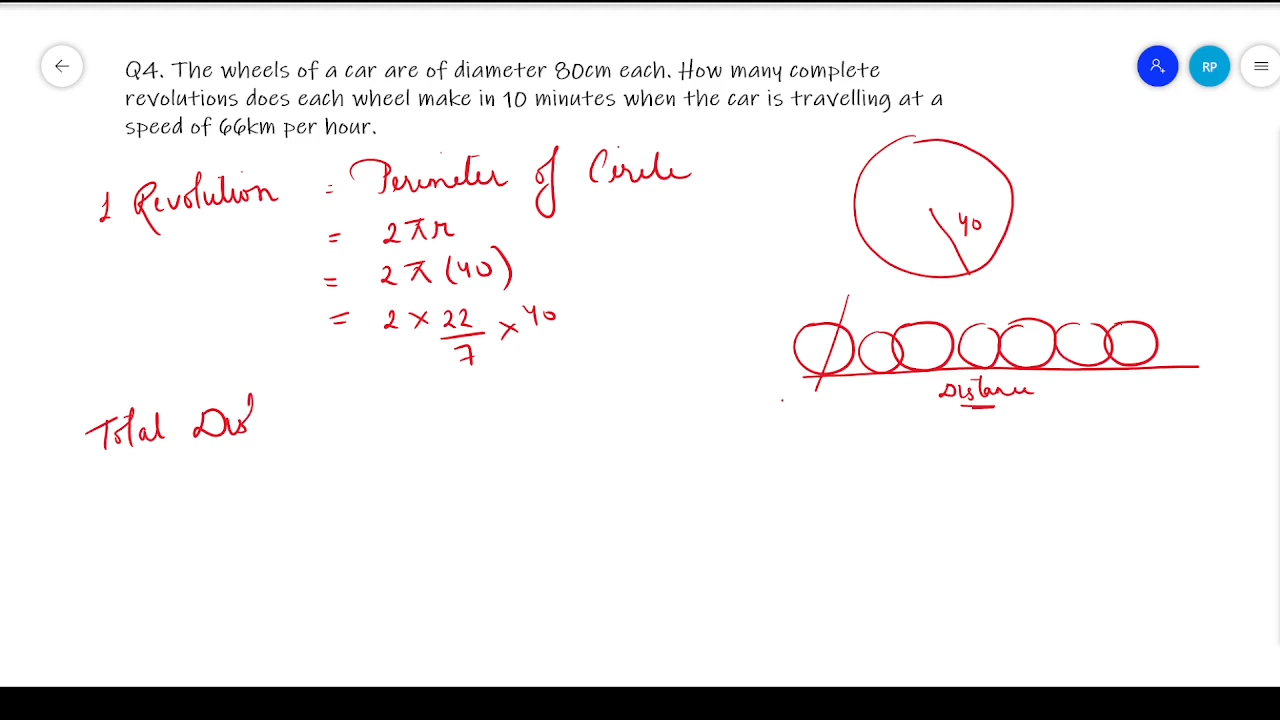 Q4. The wheels of a car are of diameter 80cm each. How many complete
revolutions does each wheel make in 10 minutes when the car is travelling at a
speed of 66km per hour.
RP
1 Revolution = Perimeter of Circle
= 2πr
= 2π(40)
= 2 × 22/7 × 40
40
Distance
Total Dis